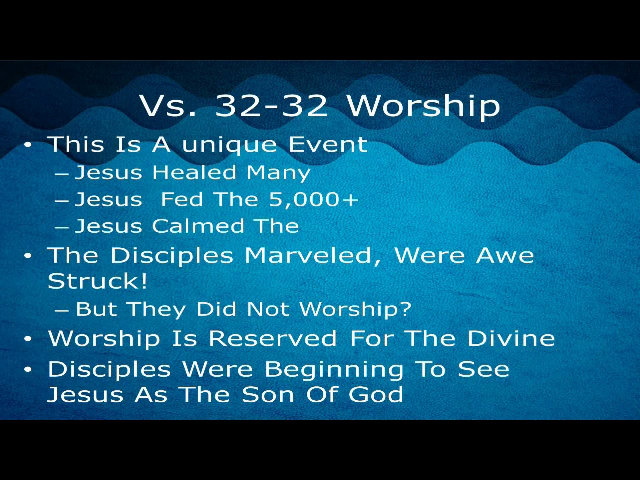 Vs. 32-32 Worship
• This Is A unique Event
– Jesus Healed Many
– Jesus  Fed The 5,000+
– Jesus Calmed The
• The Disciples Marveled, Were Awe
Struck!
– But They Did Not Worship?
• Worship Is Reserved For The Divine
• Disciples Were Beginning To See
Jesus As The Son Of God